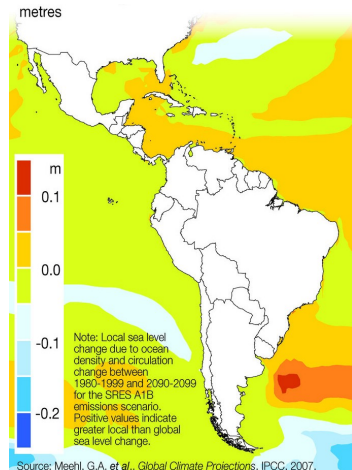 metres
m
0.1
0.0
-0.1
-0.2
Note: Local sea level
change due to ocean
density and circulation
change between
1980-1999 and 2090-2099
for the SRES A1B
emissions scenario.
Positive values indicate
greater local than global
sea level change.
Source: Meehl, G.A. et al., Global Climate Projections, IPCC, 2007.